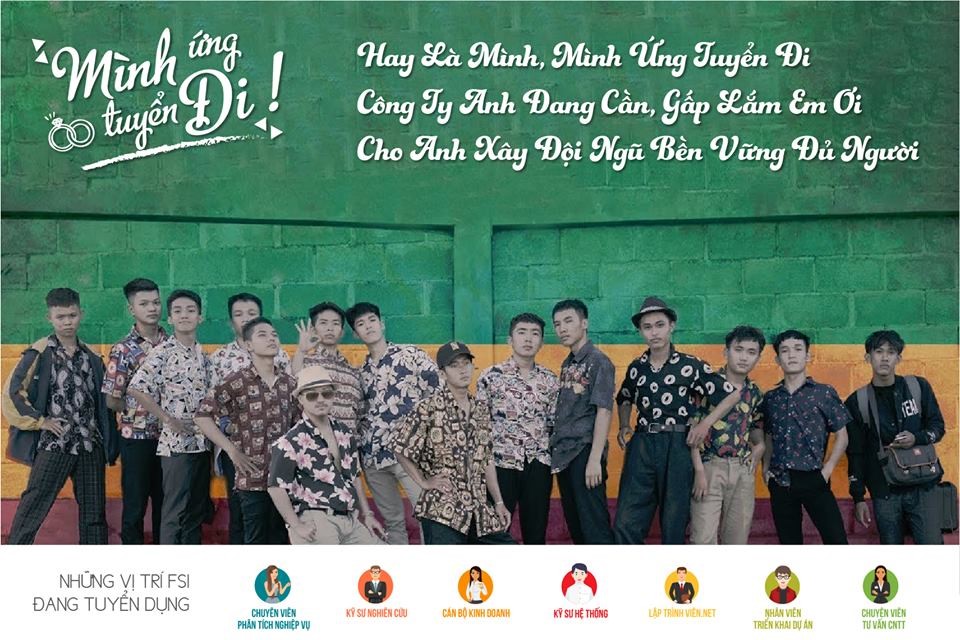 Mình ứng
tuyển Đi!
Hay Là Mình, Mình Ứng Tuyển Đi
Công Ty Anh Đang Cần, Gấp Lắm Em Ơi
Cho Anh Xây Đội Ngũ Bền Vững Đủ Người
YEAH
NHỮNG VỊ TRÍ FSI
ĐANG TUYỂN DỤNG
CHUYÊN VIÊN
PHÂN TÍCH NGHIỆP VỤ
KỸ SƯ NGHIÊN CỨU
CÁN BỘ KINH DOANH
KỸ SƯ HỆ THỐNG
LẬP TRÌNH VIÊN.NET
NHÂN VIÊN
TRIỂN KHAI DỰ ÁN
CHUYÊN VIÊN
TƯ VẤN CNTT